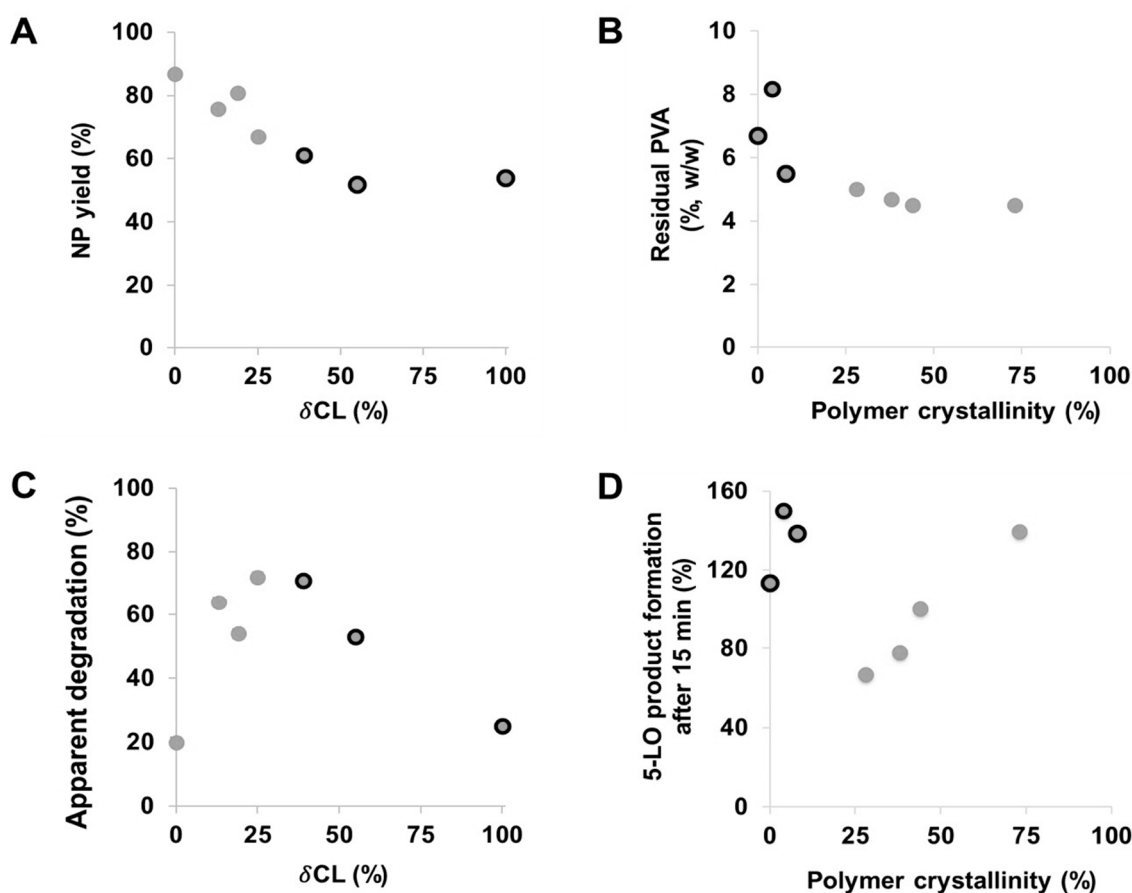 A
100
80
60
40
20
0
NP yield (%)
0 25 50 75 100
δCL (%)
B
10
8
6
4
2
0
Residual PVA
(%, w/w)
0 25 50 75 100
Polymer crystallinity (%)
C
100
80
60
40
20
0
Apparent degradation (%)
0 25 50 75 100
δCL (%)
D
160
120
80
40
0
5-LO product formation
after 15 min (%)
0 25 50 75 100
Polymer crystallinity (%)